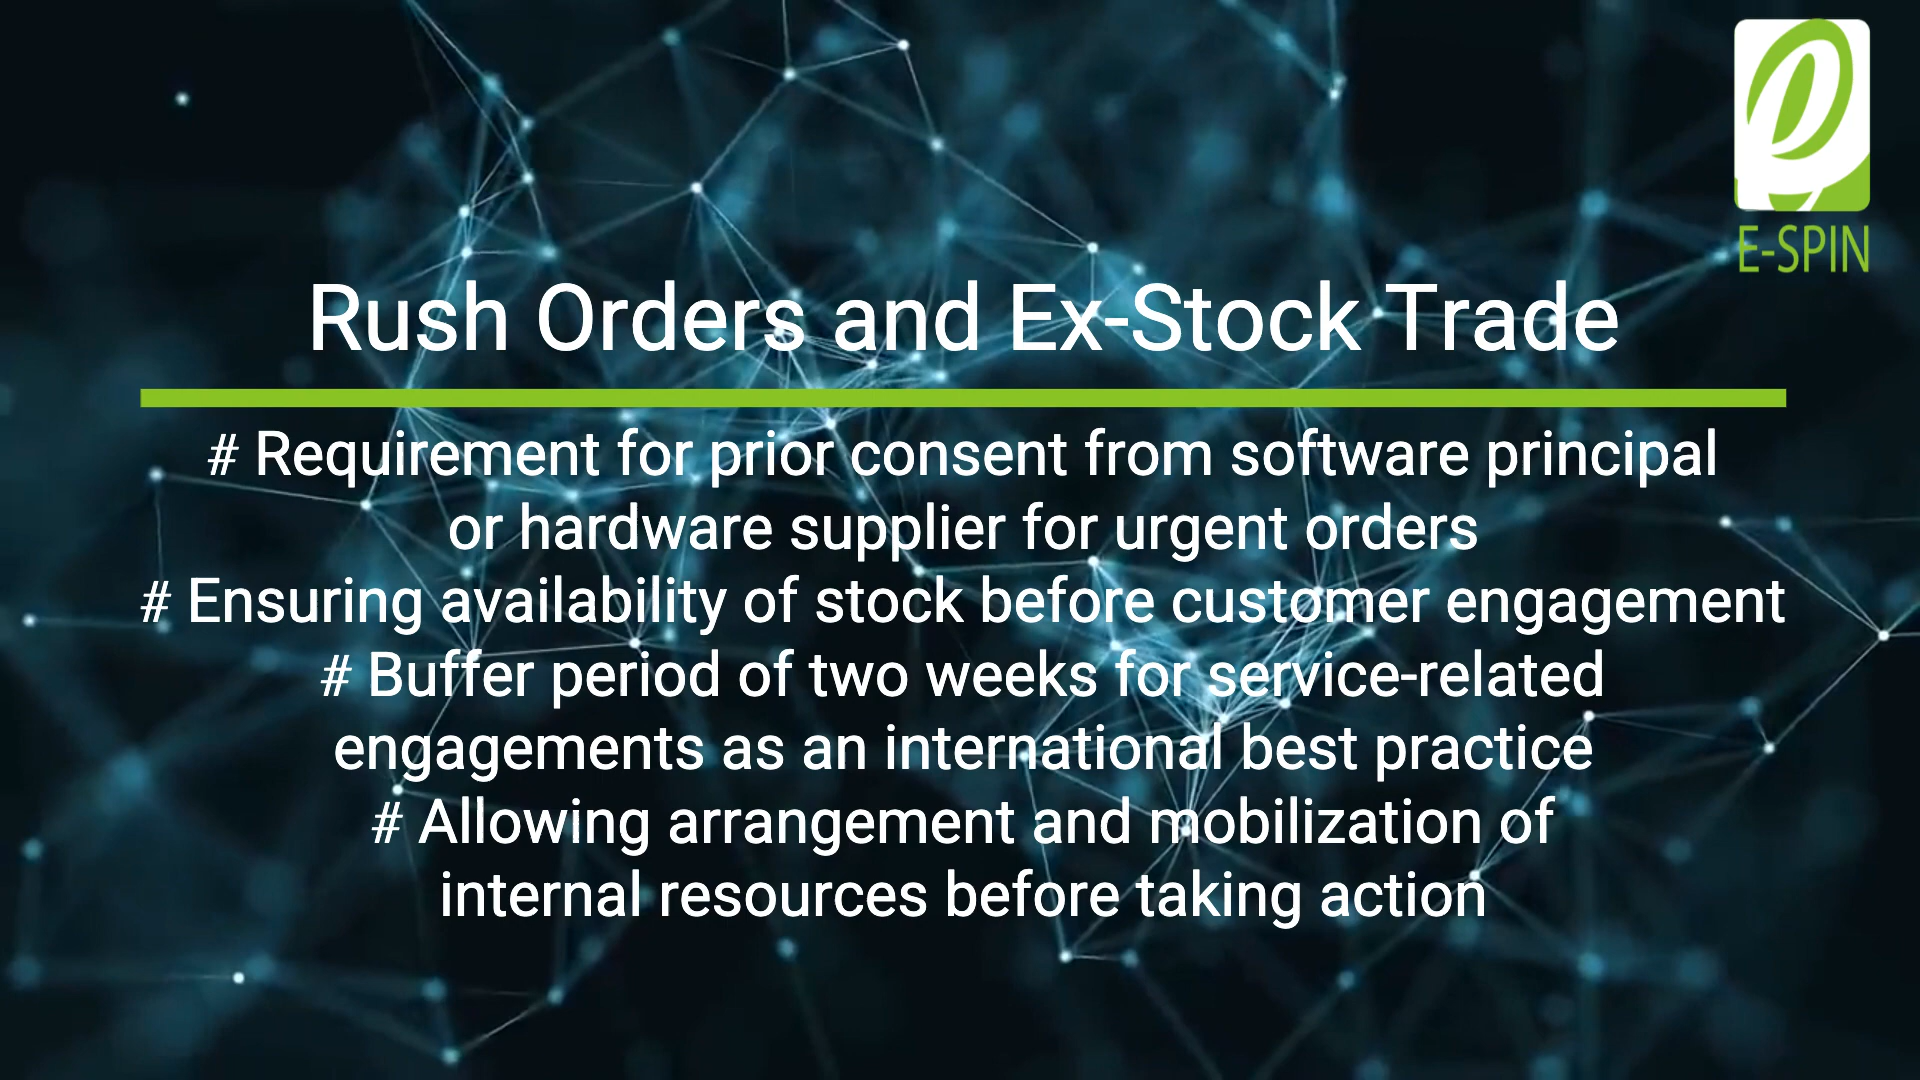 E-SPIN
Rush Orders and Ex-Stock Trade
# Requirement for prior consent from software principal
or hardware supplier for urgent orders
# Ensuring availability of stock before customer engagement
# Buffer period of two weeks for service-related
engagements as an international best practice
# Allowing arrangement and mobilization of
internal resources before taking action